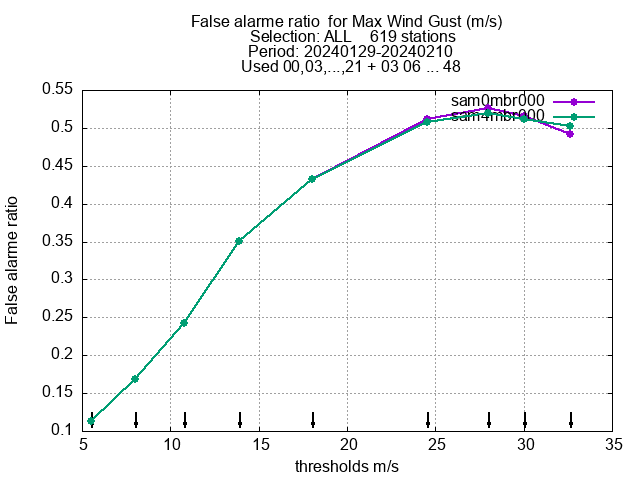 False alarme ratio  for Max Wind Gust (m/s)
Selection: ALL    619 stations
Period: 20240129-20240210
Used 00,03,...,21 + 03 06 ... 48
0.55
0.5
0.45
0.4
0.35
0.3
0.25
0.2
0.15
0.1
False alarme ratio
sam0mbr000
sam4mbr000
5
10
15
20
25
30
35
thresholds m/s